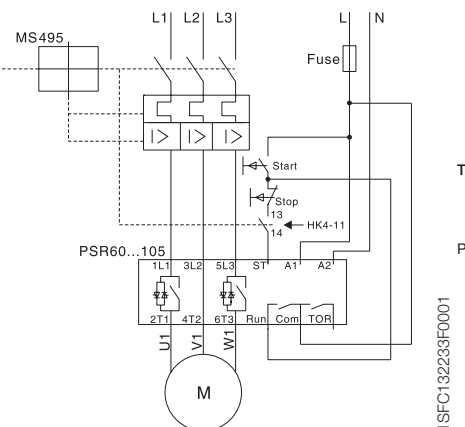 L1 L2 L3 L N
MS495
Fuse
I> I> I>
Start
Stop
13
14 HK4-11
PSR60...105
1L1 3L2 5L3 ST A1 A2
2T1 4T2 6T3 Run Com TOR
U1 V1 W1
M
T
P
1SFC132233F0001